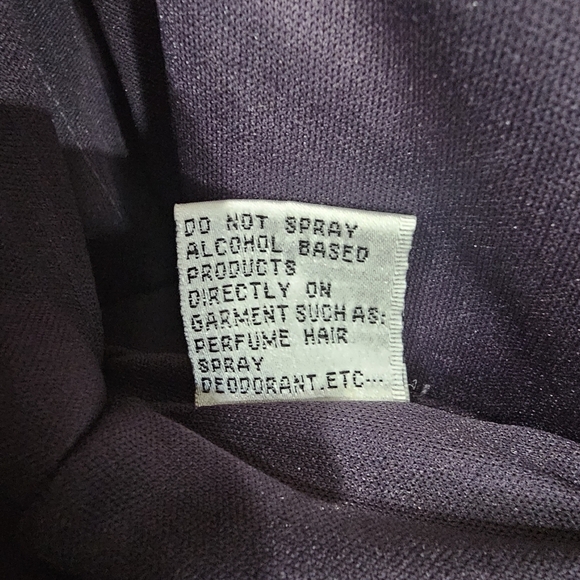 DO NOT SPRAY
ALCOHOL BASED
PRODUCTS
DIRECTLY ON
GARMENT SUCH AS:
PERFUME HAIR
SPRAY
DEODORANT.ETC...